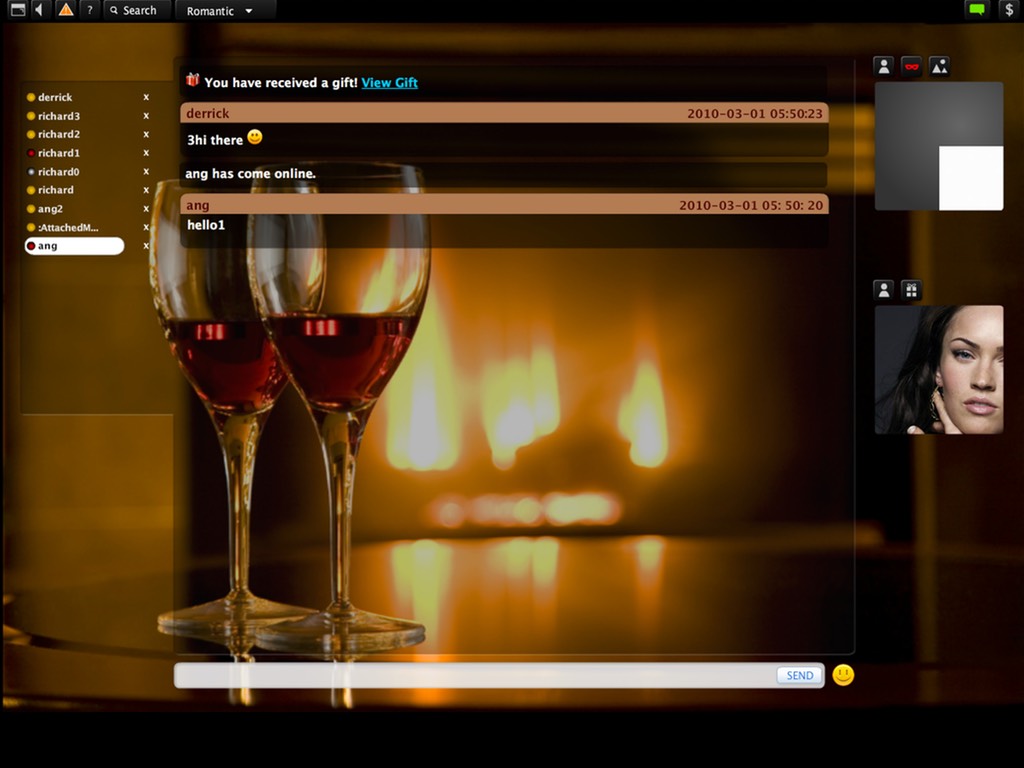 ? Search Romantic $
You have received a gift! View Gift
derrick x
richard3 x
richard2 x
richard1 x
richard0 x
richard x
ang2 x
:AttachedM... x
ang x
derrick 2010-03-01 05:50:23
3hi there
ang has come online.
ang 2010-03-01 05: 50: 20
hello1
SEND